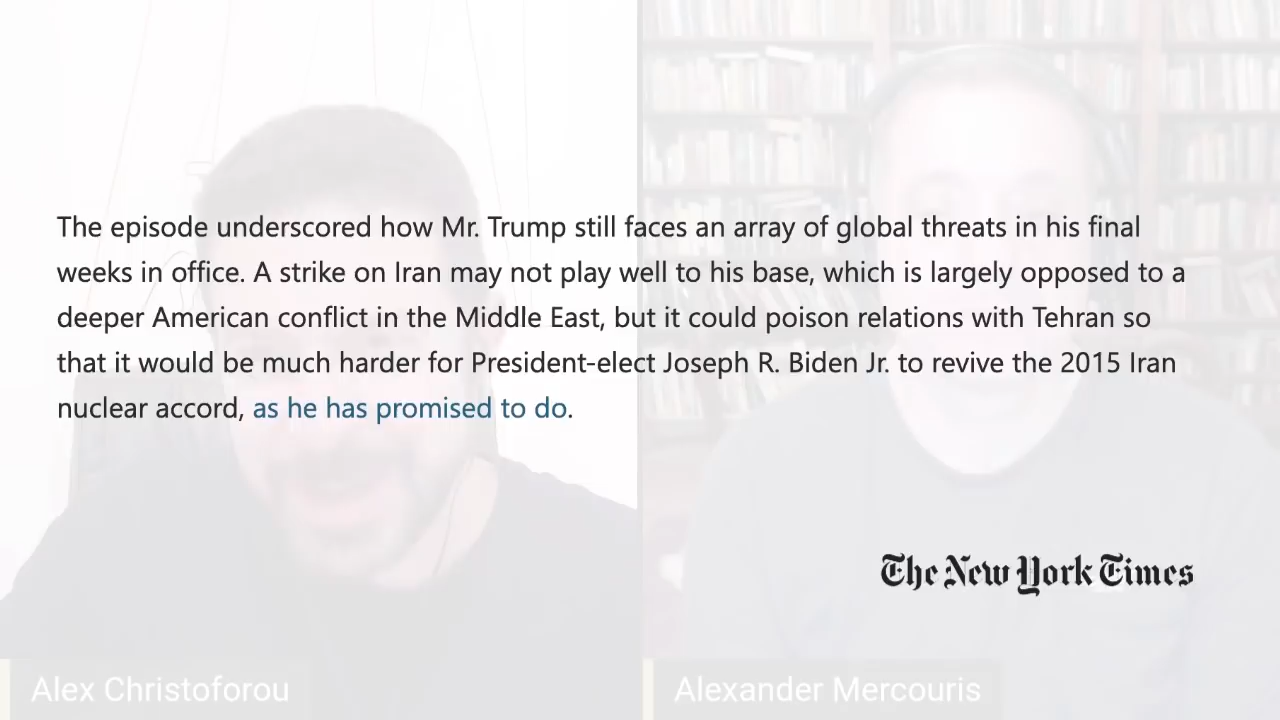 The episode underscored how Mr. Trump still faces an array of global threats in his final
weeks in office. A strike on Iran may not play well to his base, which is largely opposed to a
deeper American conflict in the Middle East, but it could poison relations with Tehran so
that it would be much harder for President-elect Joseph R. Biden Jr. to revive the 2015 Iran
nuclear accord, as he has promised to do.
The New York Times
Alex Christoforou
Alexander Mercouris